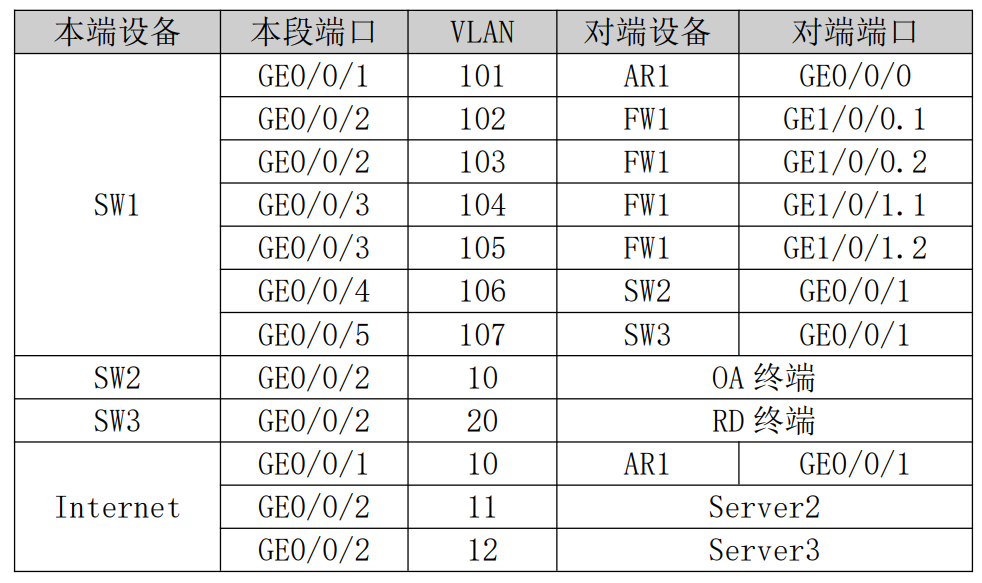 本端设备 本段端口 VLAN 对端设备 对端端口
SW1 GE0/0/1 101 AR1 GE0/0/0
GE0/0/2 102 FW1 GE1/0/0.1
GE0/0/2 103 FW1 GE1/0/0.2
GE0/0/3 104 FW1 GE1/0/1.1
GE0/0/3 105 FW1 GE1/0/1.2
GE0/0/4 106 SW2 GE0/0/1
GE0/0/5 107 SW3 GE0/0/1
SW2 GE0/0/2 10 OA 终端
SW3 GE0/0/2 20 RD 终端
Internet GE0/0/1 10 AR1 GE0/0/1
GE0/0/2 11 Server2
GE0/0/2 12 Server3